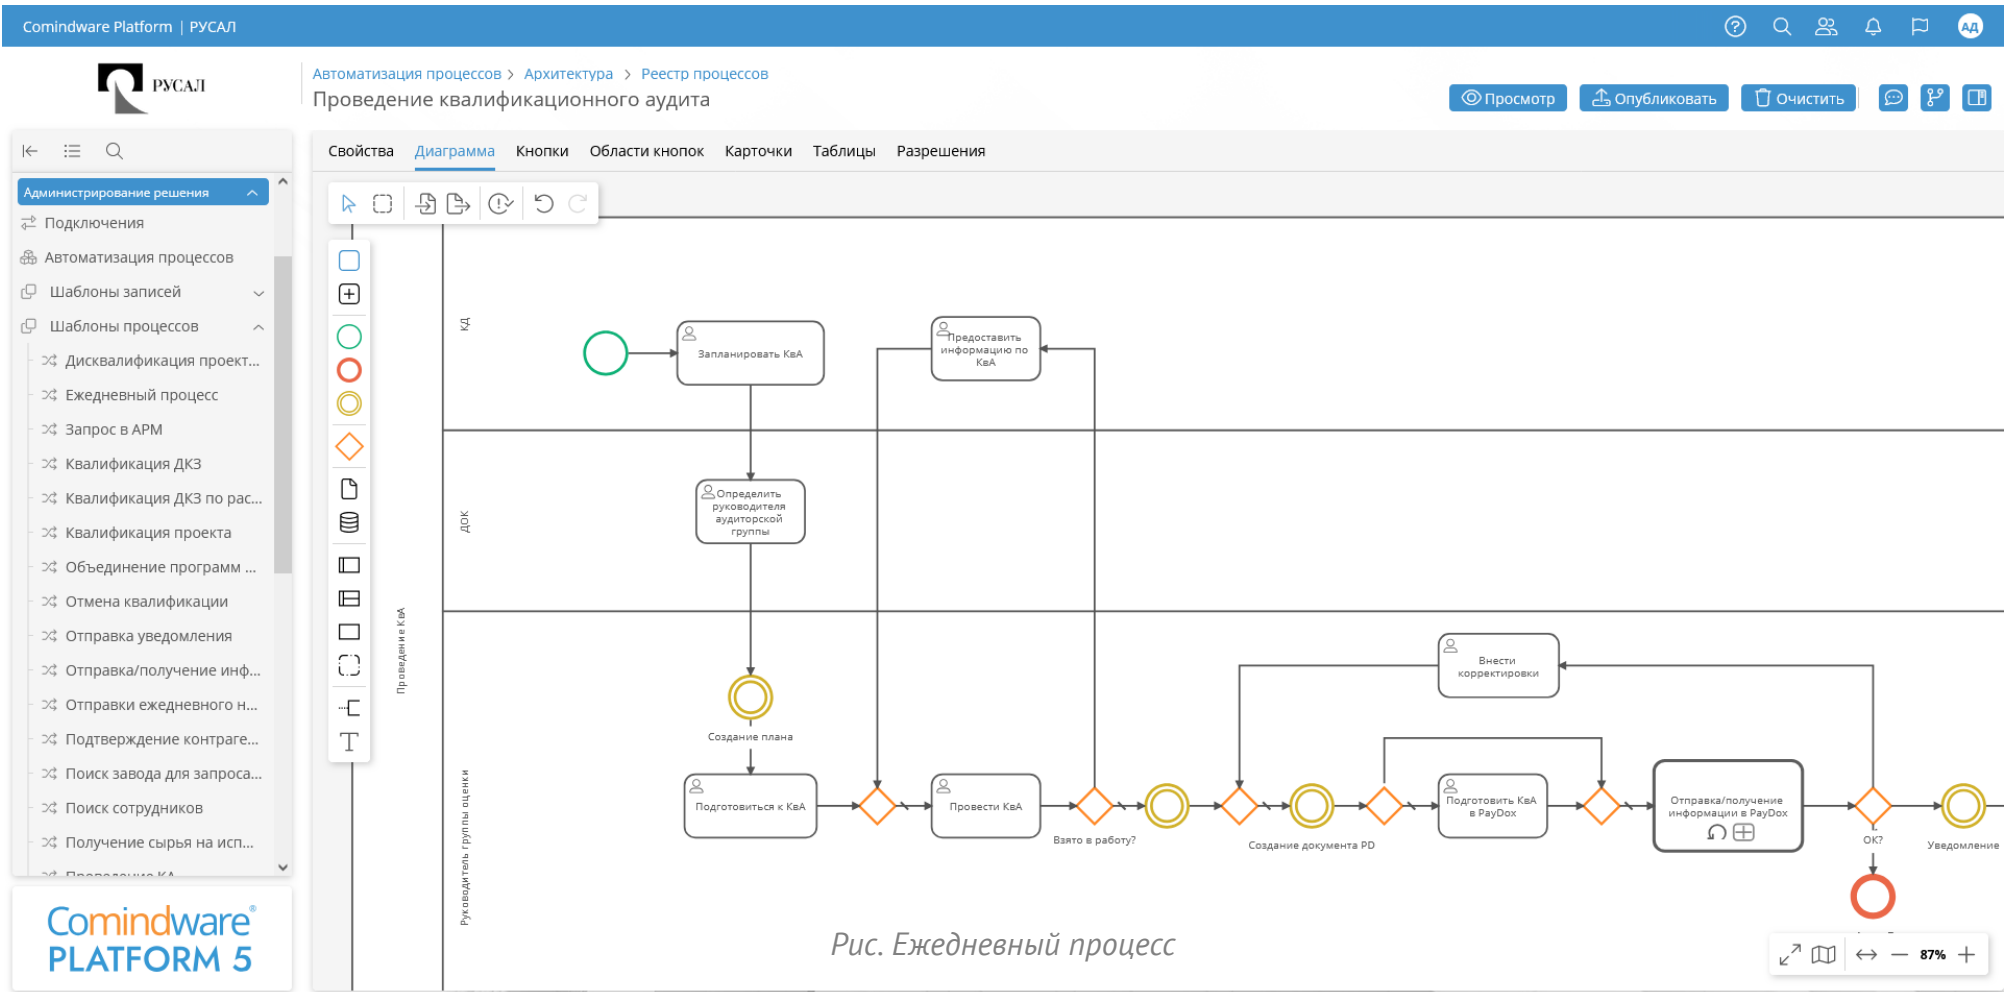 Comindware Platform | РУСАЛ
АД
РУСАЛ
Автоматизация процессов > Архитектура > Реестр процессов
Проведение квалификационного аудита
Просмотр
Опубликовать
Очистить
Свойства
Диаграмма
Кнопки
Области кнопок
Карточки
Таблицы
Разрешения
Администрирование решения
Подключения
Автоматизация процессов
Шаблоны записей
Шаблоны процессов
Дисквалификация проект...
Ежедневный процесс
Запрос в АРМ
Квалификация ДКЗ
Квалификация ДКЗ по рас...
Квалификация проекта
Объединение программ ...
Отмена квалификации
Отправка уведомления
Отправка/получение инф...
Отправки ежедневного н...
Подтверждение контраге...
Поиск завода для запроса...
Поиск сотрудников
Получение сырья на исп...
Проведение КА
Comindware®
PLATFORM 5
Проведение КвА
КД
Запланировать КвА
Предоставить
информацию по
КвА
ДОК
Определить
руководителя
аудиторской
группы
Руководитель группы оценки
Создание плана
Подготовиться к КвА
Провести КвА
Взято в работу?
Создание документа PD
Внести
корректировки
Подготовить КвА
в PayDox
Отправка/получение
информации в PayDox
ОК?
Уведомление
Рис. Ежедневный процесс
87%